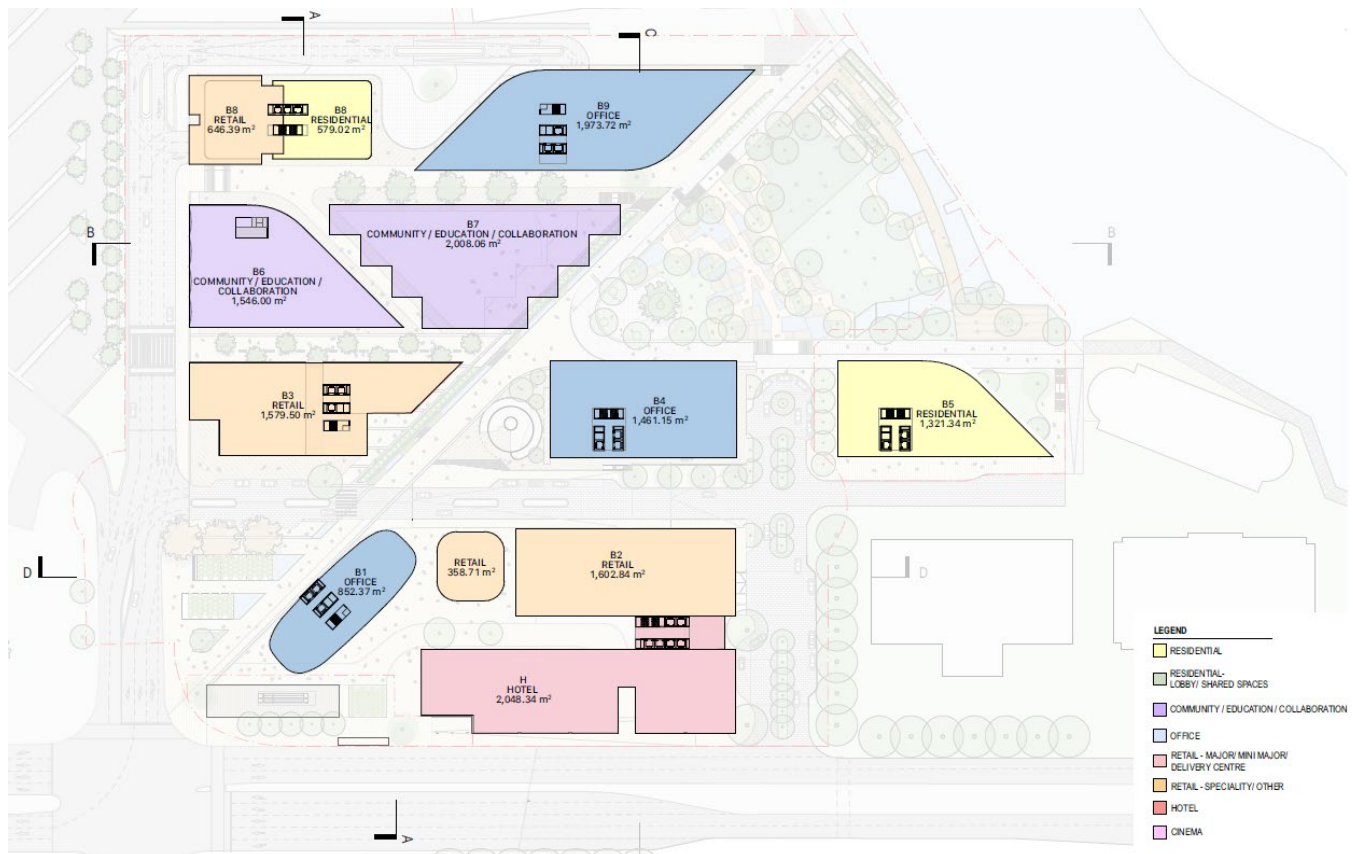 A
C
B8
RETAIL
646.39 m²
B8
RESIDENTIAL
579.02 m²
B9
OFFICE
1,973.72 m²
B
B
B7
COMMUNITY / EDUCATION / COLLABORATION
2,008.06 m²
B6
COMMUNITY / EDUCATION /
COLLABORATION
1,546.00 m²
B3
RETAIL
1,579.50 m²
B4
OFFICE
1,461.15 m²
B5
RESIDENTIAL
1,321.34 m²
D
D
B1
OFFICE
852.37 m²
RETAIL
358.71 m²
B2
RETAIL
1,602.84 m²
H
HOTEL
2,048.34 m²
A
LEGEND
RESIDENTIAL
RESIDENTIAL-
LOBBY/ SHARED SPACES
COMMUNITY / EDUCATION / COLLABORATION
OFFICE
RETAIL - MAJOR/ MINI MAJOR/
DELIVERY CENTRE
RETAIL - SPECIALITY/ OTHER
HOTEL
CINEMA